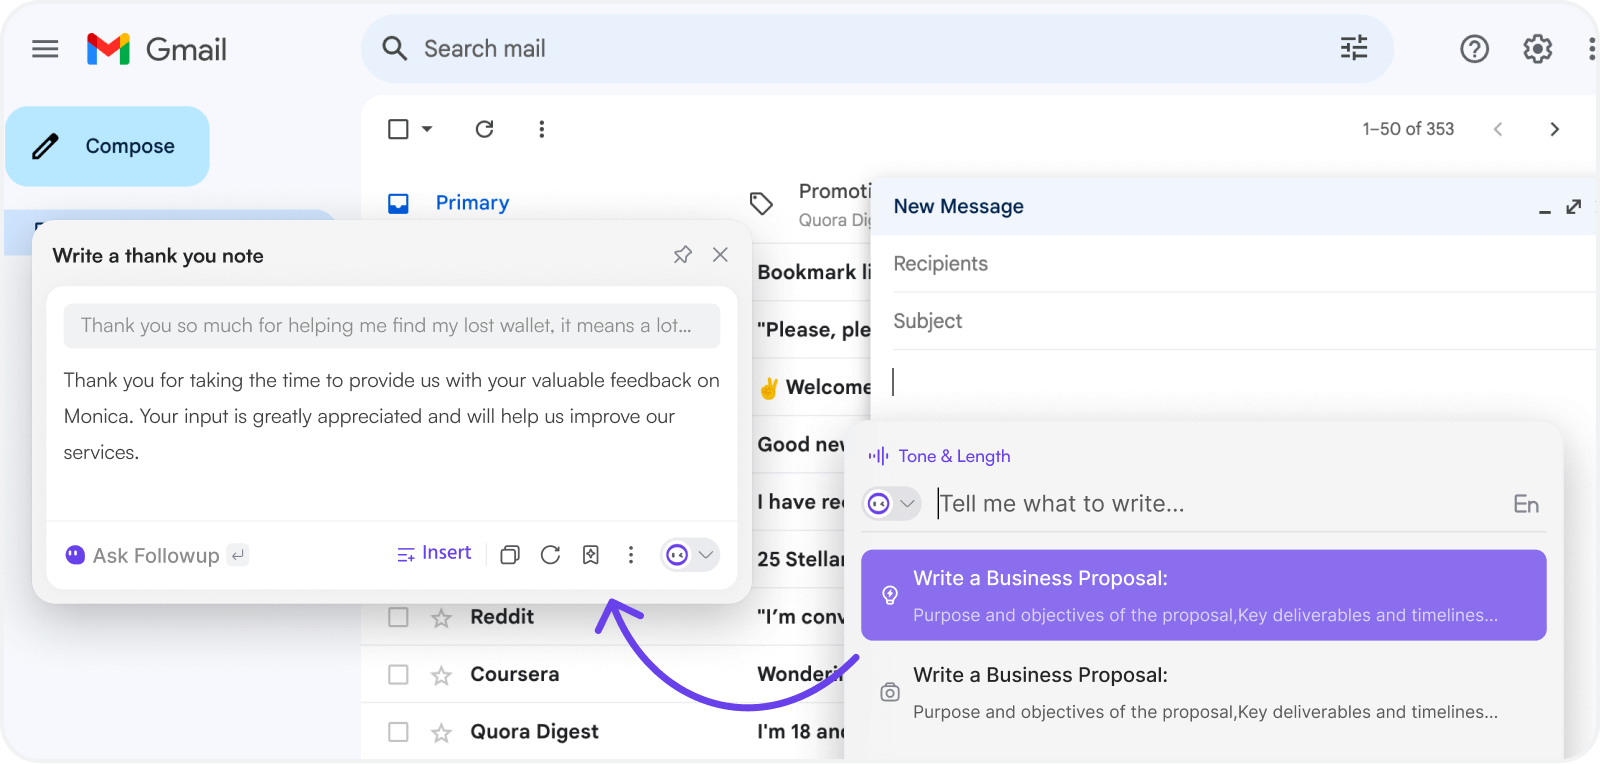 Gmail
Search mail
Compose
1–50 of 353
Primary
Promoti
Quora Dig
New Message
Recipients
Subject
Write a thank you note
Thank you so much for helping me find my lost wallet, it means a lot...
Thank you for taking the time to provide us with your valuable feedback on
Monica. Your input is greatly appreciated and will help us improve our
services.
Ask Followup
Insert
Bookmark li
"Please, ple
✌ Welcome
Good nev
I have rec
25 Stellar
Reddit
"I’m conv
Coursera
Wonderin
Quora Digest
I'm 18 and
Tone & Length
Tell me what to write...
En
Write a Business Proposal:
Purpose and objectives of the proposal,Key deliverables and timelines...
Write a Business Proposal:
Purpose and objectives of the proposal,Key deliverables and timelines...